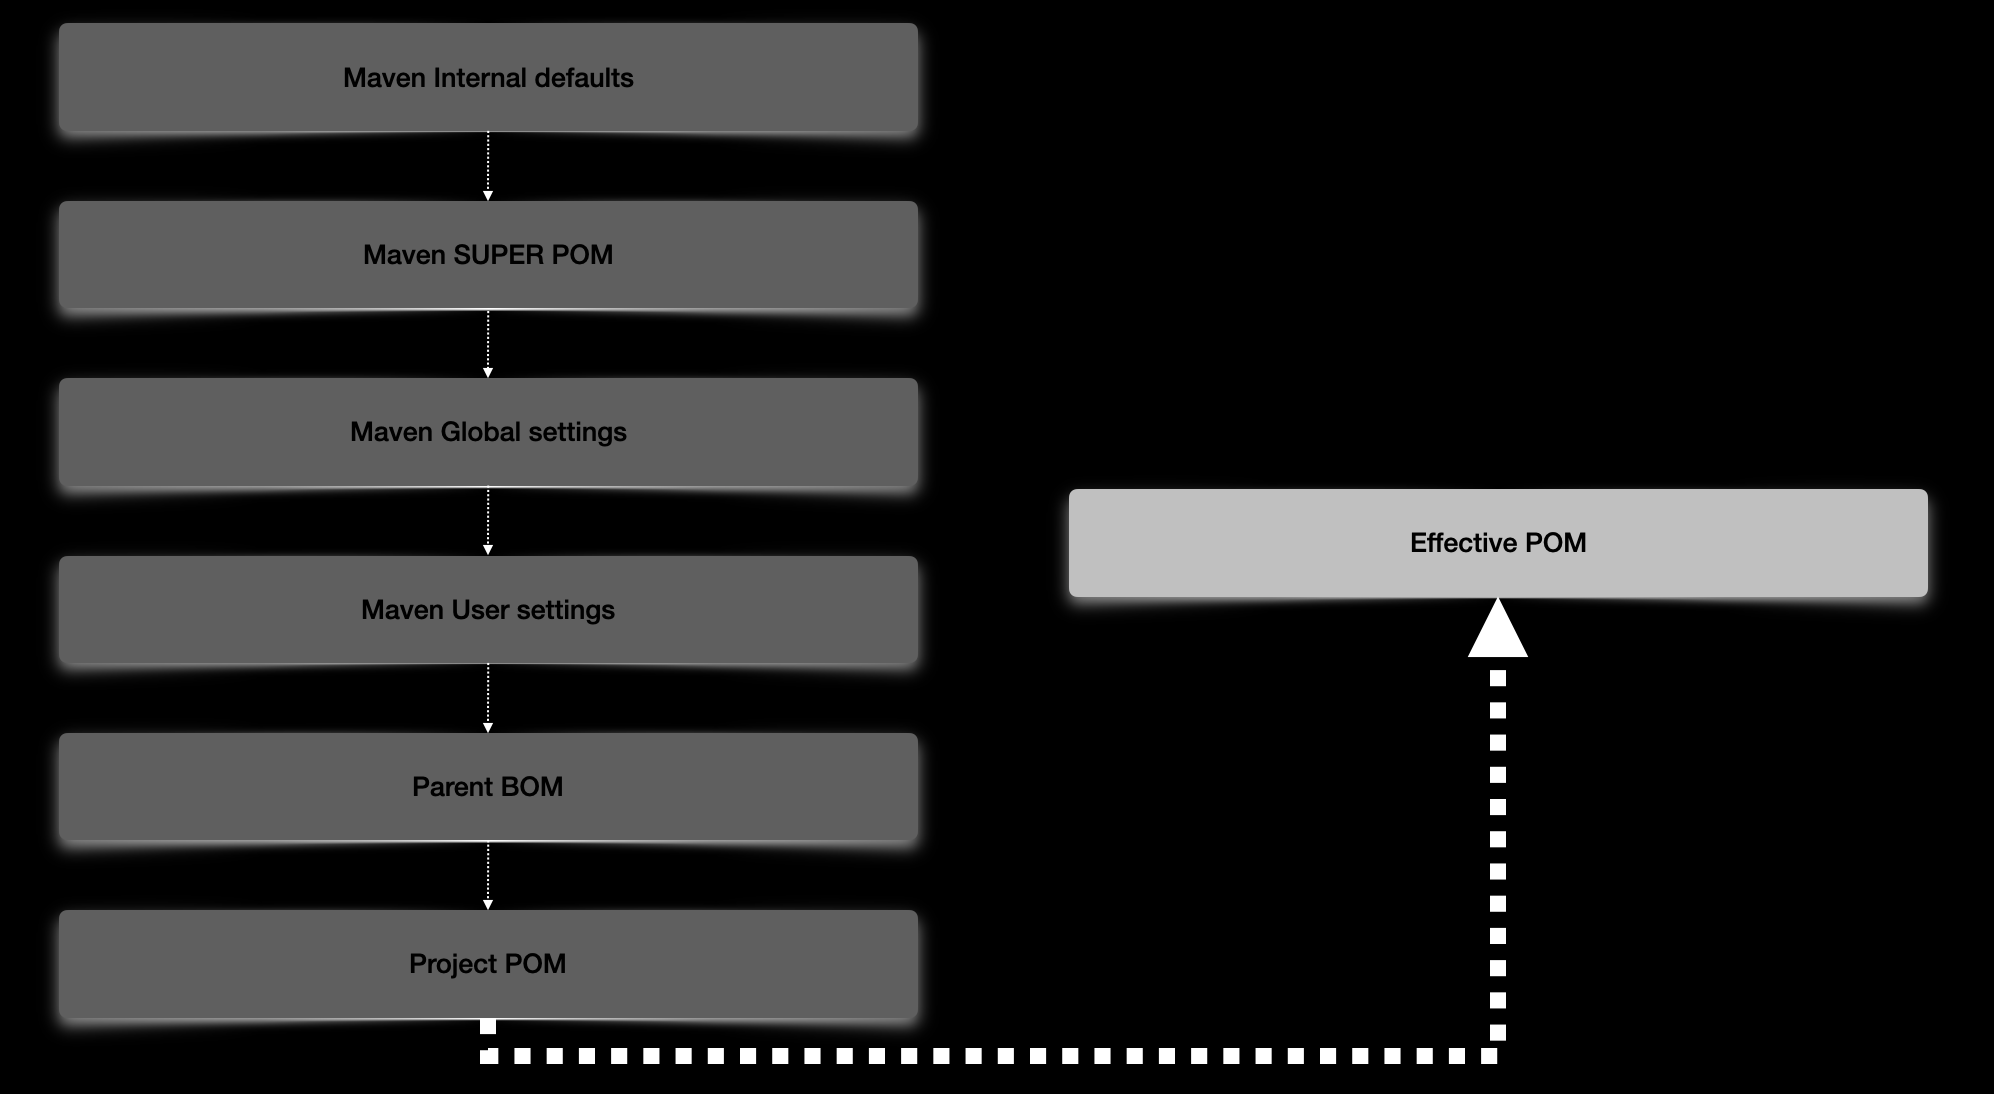 Maven Internal defaults
Maven SUPER POM
Maven Global settings
Maven User settings
Parent BOM
Project POM
Effective POM